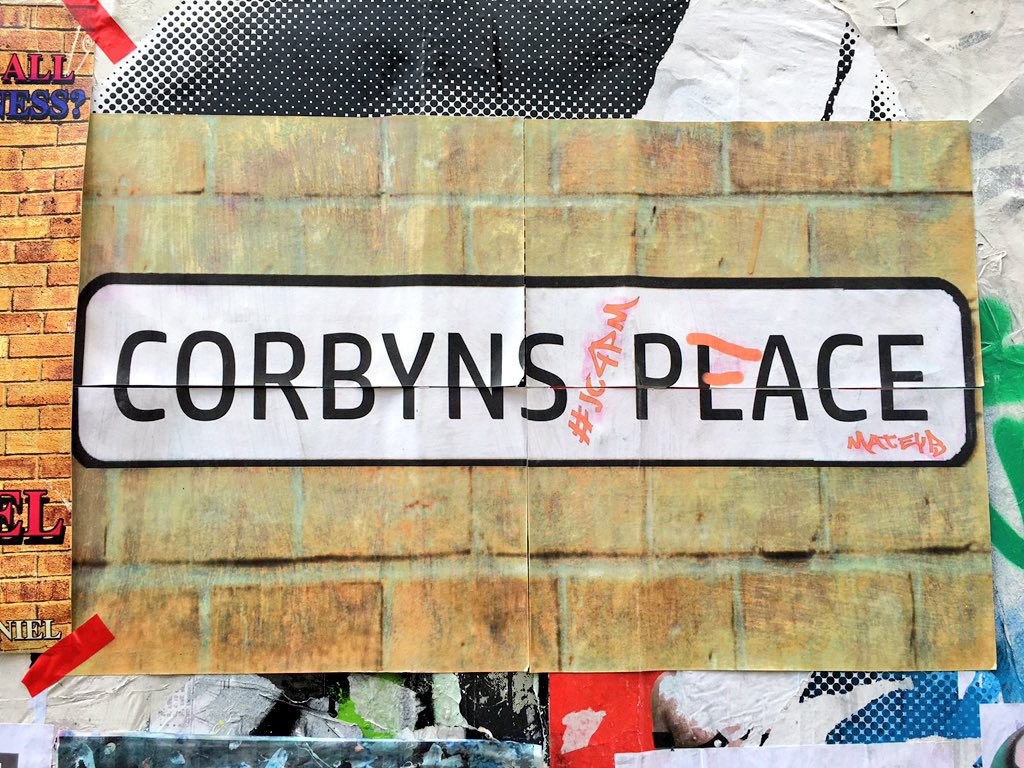 ALL
NESS?
CORBYNS PLACE
#JC4PM
MATEUS
EL
NIEL